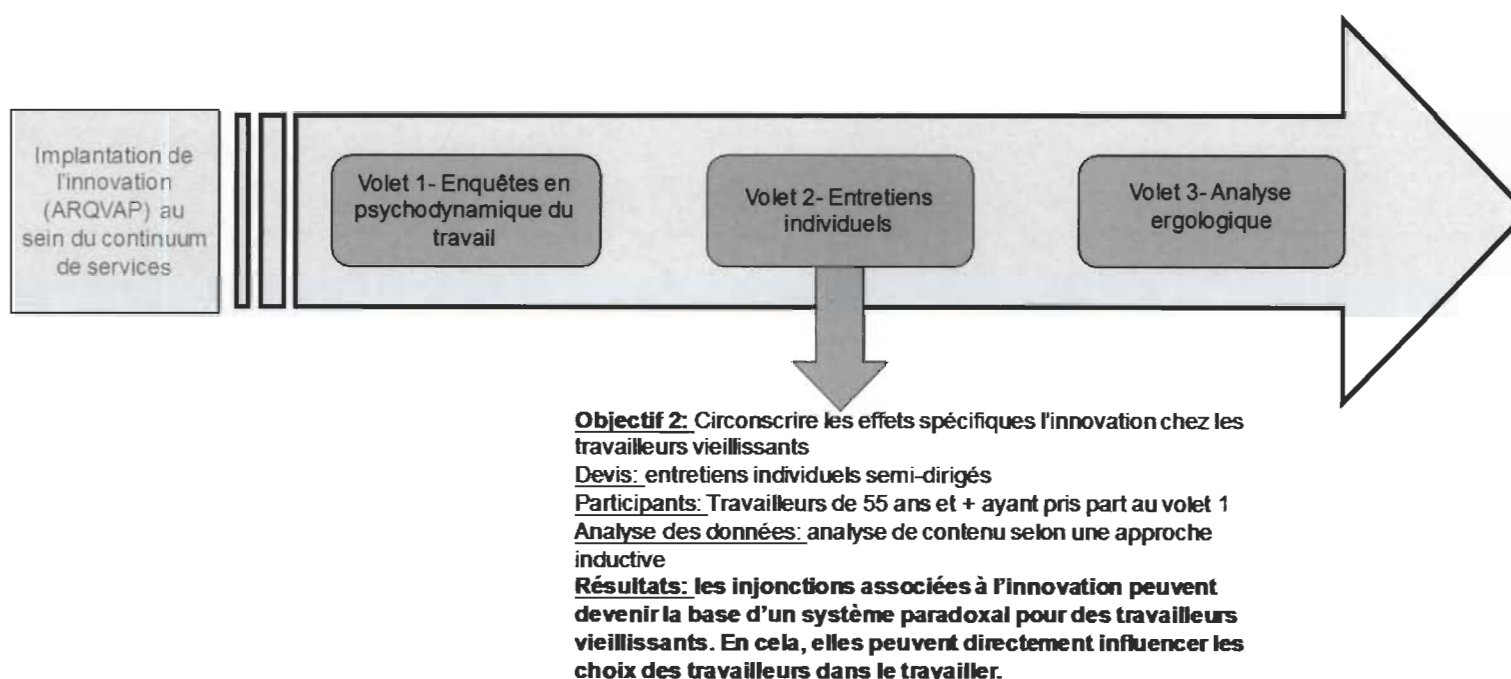 Implantation de
l'innovation
(ARQVAP) au
sein du continuum
de services
Volet 1- Enquêtes en
psychodynamique du
travail
Volet 2- Entretiens
individuels
Volet 3- Analyse
ergologique
Objectif 2: Circonscrire les effets spécifiques l'innovation chez les
travailleurs vieillissants
Devis: entretiens individuels semi-dirigés
Participants: Travailleurs de 55 ans et + ayant pris part au volet 1
Analyse des données: analyse de contenu selon une approche
inductive
Résultats: les injonctions associées à l'innovation peuvent
devenir la base d'un système paradoxal pour des travailleurs
vieillissants. En cela, elles peuvent directement influencer les
choix des travailleurs dans le travailler.